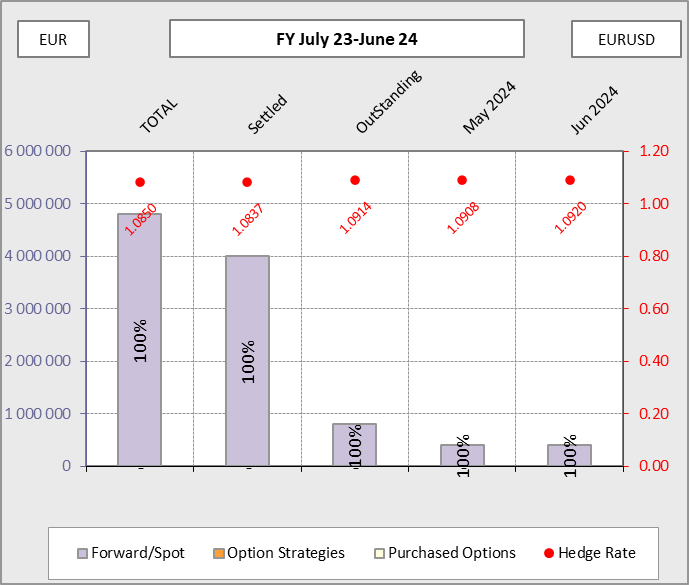 EUR
FY July 23-June 24
EURUSD
TOTAL
Settled
OutStanding
May 2024
Jun 2024
6 000 000
1.20
5 000 000
1.00
4 000 000
0.80
3 000 000
0.60
2 000 000
0.40
1 000 000
0.20
0
0.00
1.0850
1.0837
1.0914
1.0908
1.0920
100%
100%
100%
100%
100%
-
-
-
-
-
Forward/Spot
Option Strategies
Purchased Options
Hedge Rate